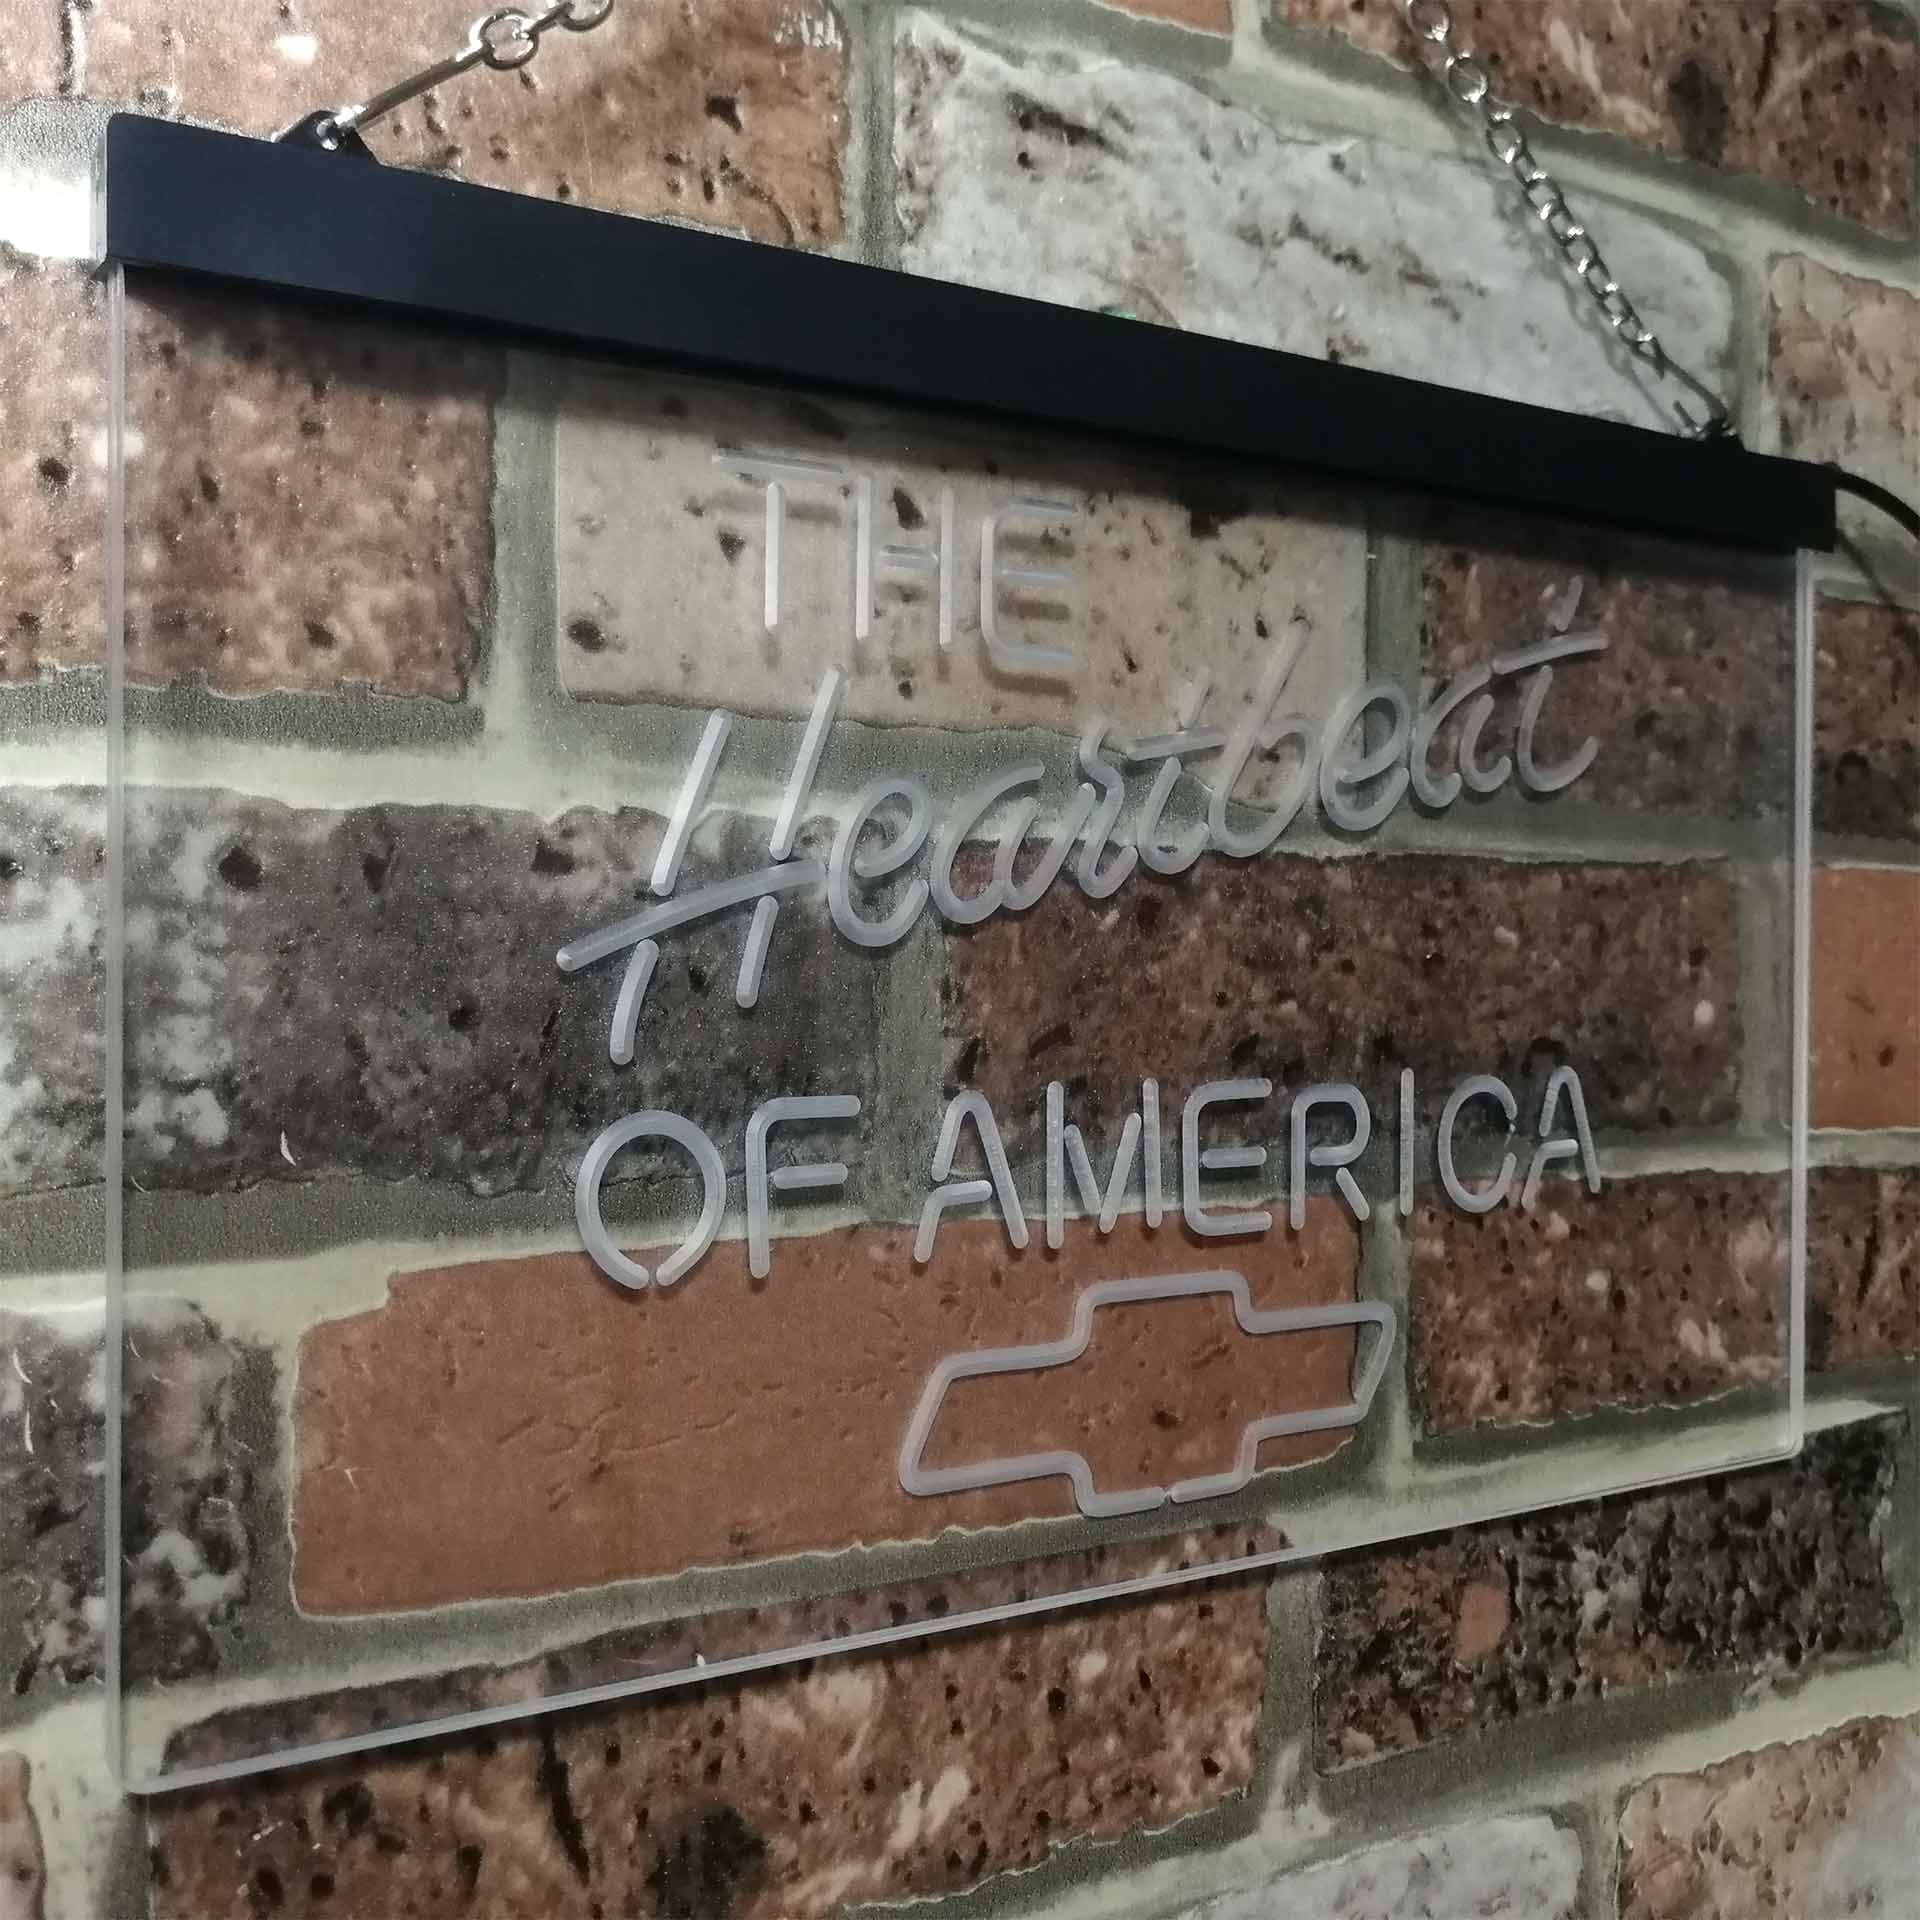 THE
Heartbeat
OF AMERICA